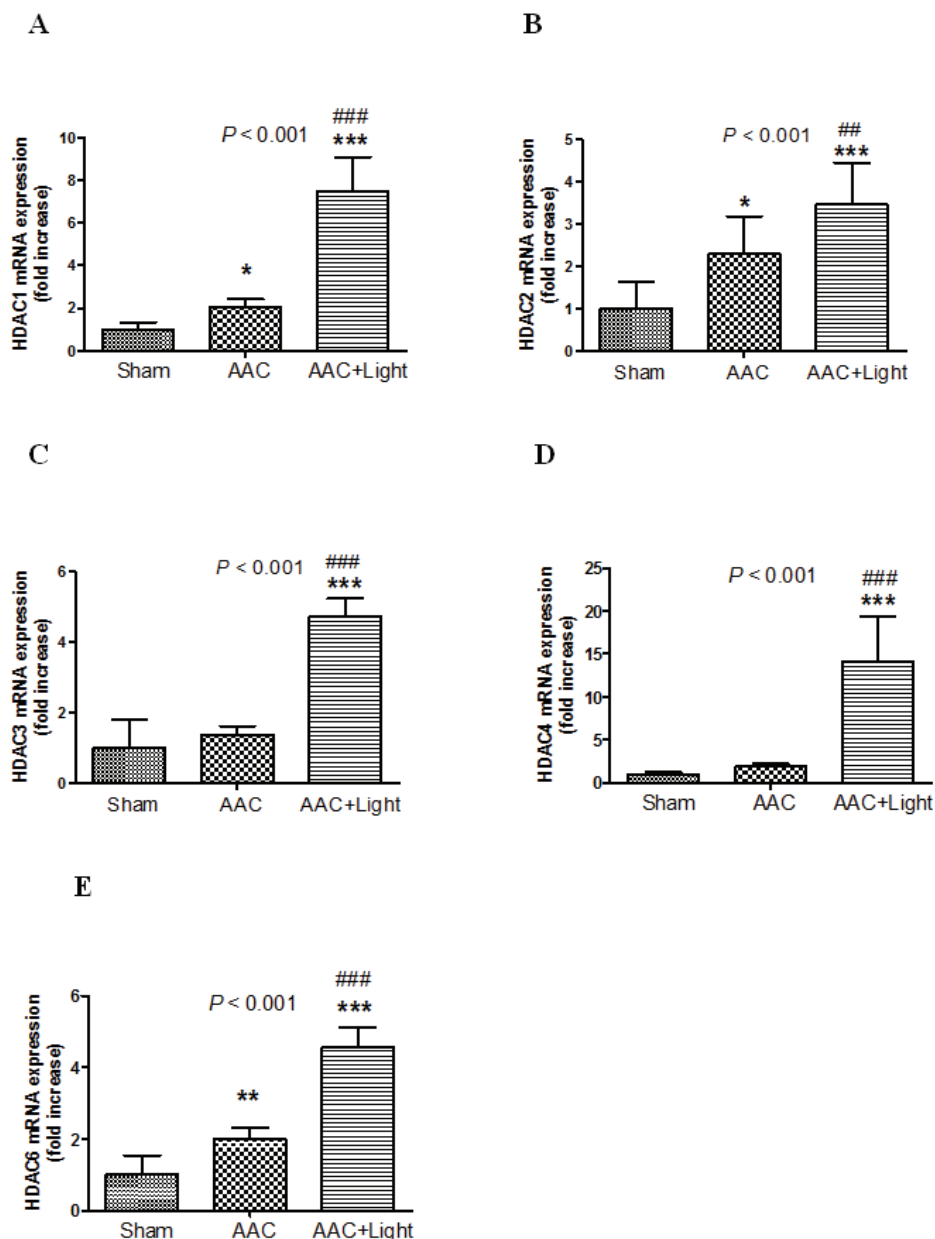 A
HDAC1 mRNA expression
(fold increase)
10
8
6
4
2
0
P < 0.001
###
***
*
Sham AAC AAC+Light
B
HDAC2 mRNA expression
(fold increase)
5
4
3
2
1
0
P < 0.001
##
***
*
Sham AAC AAC+Light
C
HDAC3 mRNA expression
(fold increase)
6
4
2
0
P < 0.001
###
***
Sham AAC AAC+Light
D
HDAC4 mRNA expression
(fold increase)
25
20
15
10
5
0
P < 0.001
###
***
Sham AAC AAC+Light
E
HDAC6 mRNA expression
(fold increase)
6
4
2
0
P < 0.001
###
***
**
Sham AAC AAC+Light